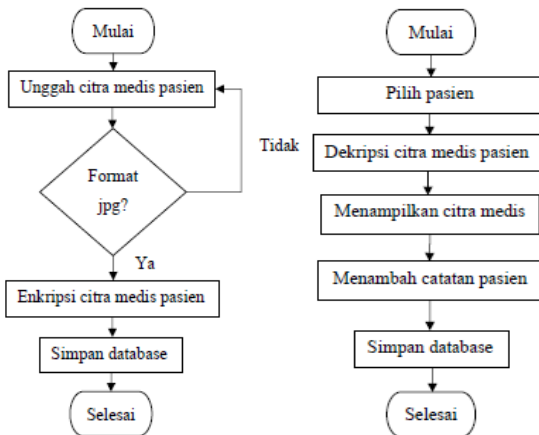 Mulai
Unggah citra medis pasien
Format
jpg?
Tidak
Ya
Enkripsi citra medis pasien
Simpan database
Selesai
Mulai
Pilih pasien
Dekripsi citra medis pasien
Menampilkan citra medis
Menambah catatan pasien
Simpan database
Selesai